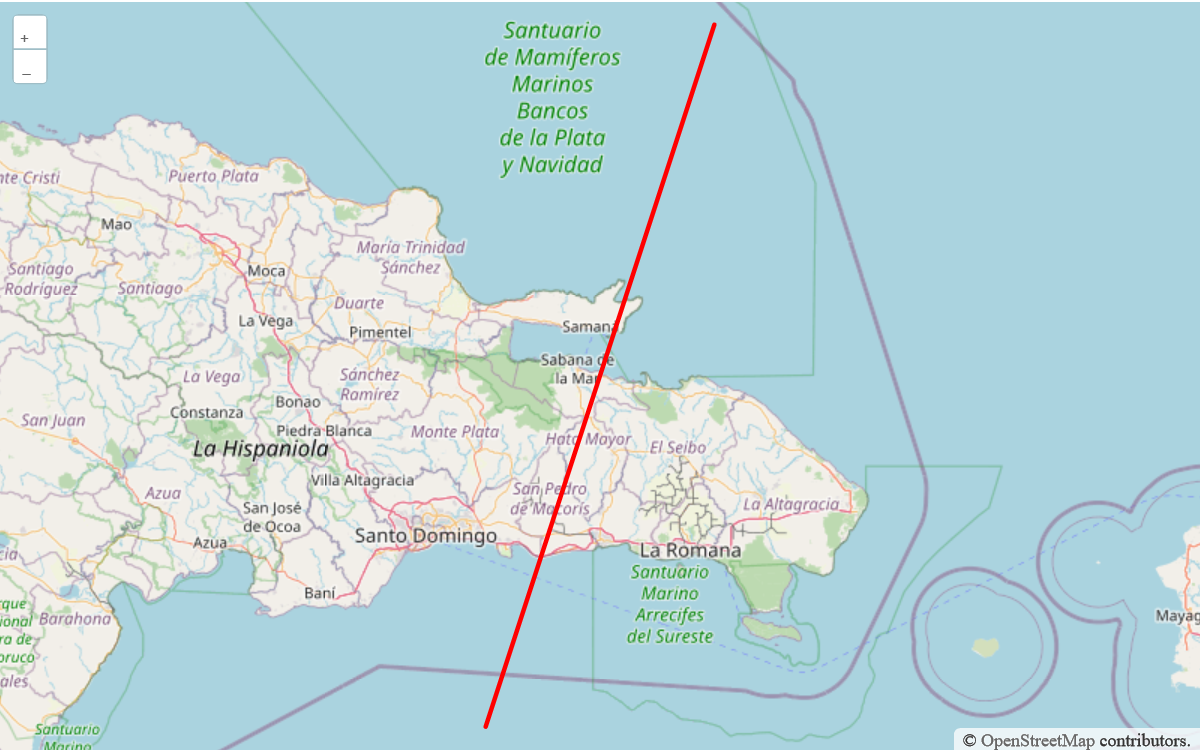 +
–
Santuario
de Mamíferos
Marinos
Bancos
de la Plata
y Navidad
nte Cristi
Puerto Plata
Mao
María Trinidad
Sánchez
Santiago
Rodríguez
Moca
Santiago
Duarte
La Vega
Pimentel
Samaná
Sabana de
la Mar
La Vega
Sánchez
Ramírez
Constanza
Bonao
San Juan
Piedra Blanca
Monte Plata
Hato Mayor
El Seibo
La Hispaniola
Villa Altagracia
Azua
San Pedro
de Macorís
La Altagracia
San José
de Ocoa
Santo Domingo
Azua
La Romana
cia
Baní
Santuario
Marino
Arrecifes
del Sureste
rque
ional
ra de
oruco
Barahona
Mayag
ales
Santuario
Marino
© OpenStreetMap contributors.